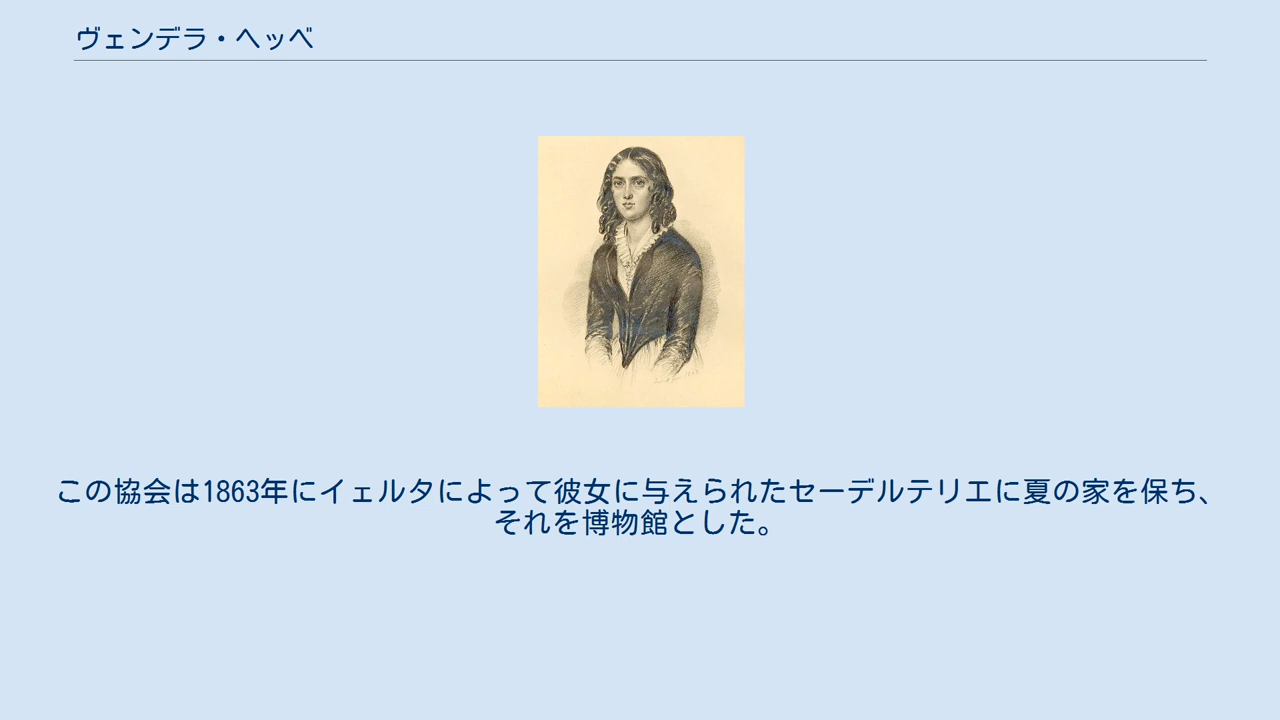 ヴェンデラ・ヘッベ
この協会は1863年にイェルタによって彼女に与えられたセーデルテリエに夏の家を保ち、
それを博物館とした。